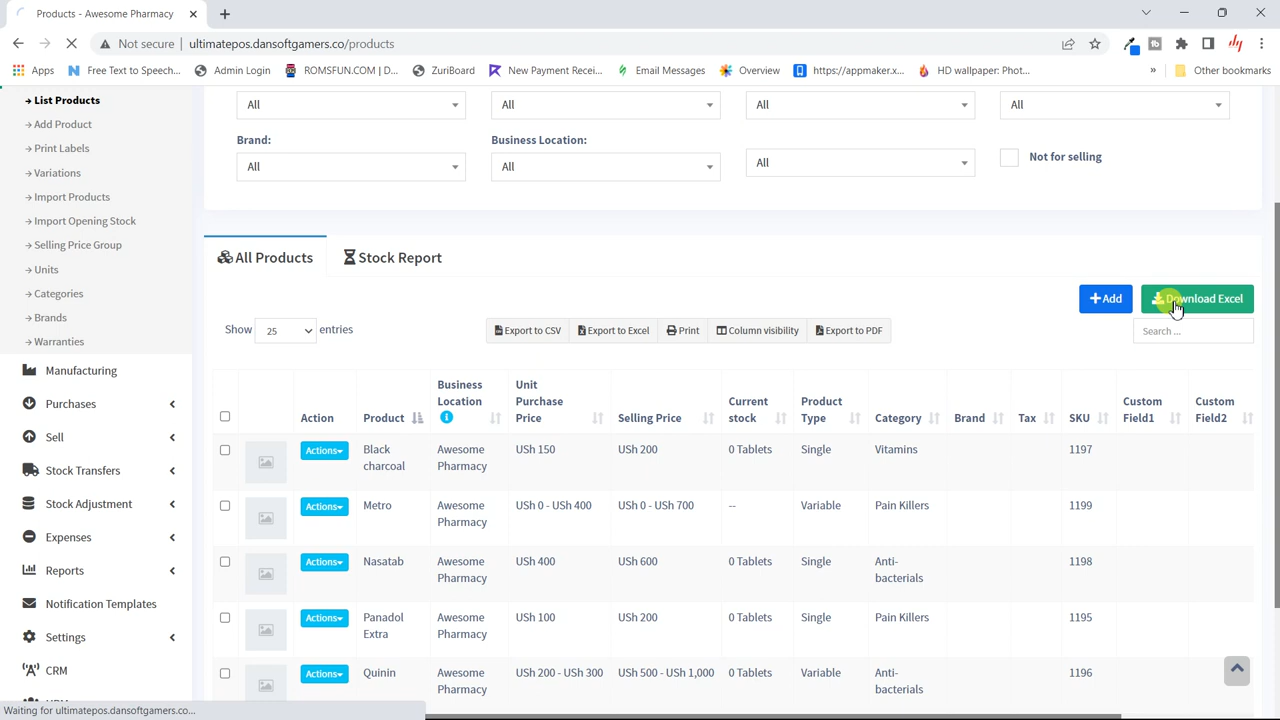 Products - Awesome Pharmacy
Not secure
ultimatepos.dansoftgamers.co/products
Apps
Free Text to Speech...
Admin Login
ROMSFUN.COM | D...
ZuriBoard
New Payment Recei...
Email Messages
Overview
https://appmaker.x...
HD wallpaper: Phot...
»
Other bookmarks
List Products
Add Product
Print Labels
Variations
Import Products
Import Opening Stock
Selling Price Group
Units
Categories
Brands
Warranties
Manufacturing
Purchases
Sell
Stock Transfers
Stock Adjustment
Expenses
Reports
Notification Templates
Settings
CRM
All All All All
Brand: Business Location:
All All All Not for selling
All Products Stock Report
Add Download Excel
Show 25 entries
Export to CSV Export to Excel Print Column visibility Export to PDF
Search ...
Action Product Business Location Unit Purchase Price Selling Price Current stock Product Type Category Brand Tax SKU Custom Field1 Custom Field2
Actions Black charcoal Awesome Pharmacy USh 150 USh 200 0 Tablets Single Vitamins 1197
Actions Metro Awesome Pharmacy USh 0 - USh 400 USh 0 - USh 700 -- Variable Pain Killers 1199
Actions Nasatab Awesome Pharmacy USh 400 USh 600 0 Tablets Single Anti-bacterials 1198
Actions Panadol Extra Awesome Pharmacy USh 100 USh 200 0 Tablets Single Pain Killers 1195
Actions Quinin Awesome Pharmacy USh 200 - USh 300 USh 500 - USh 1,000 0 Tablets Variable Anti-bacterials 1196
Waiting for ultimatepos.dansoftgamers.co...